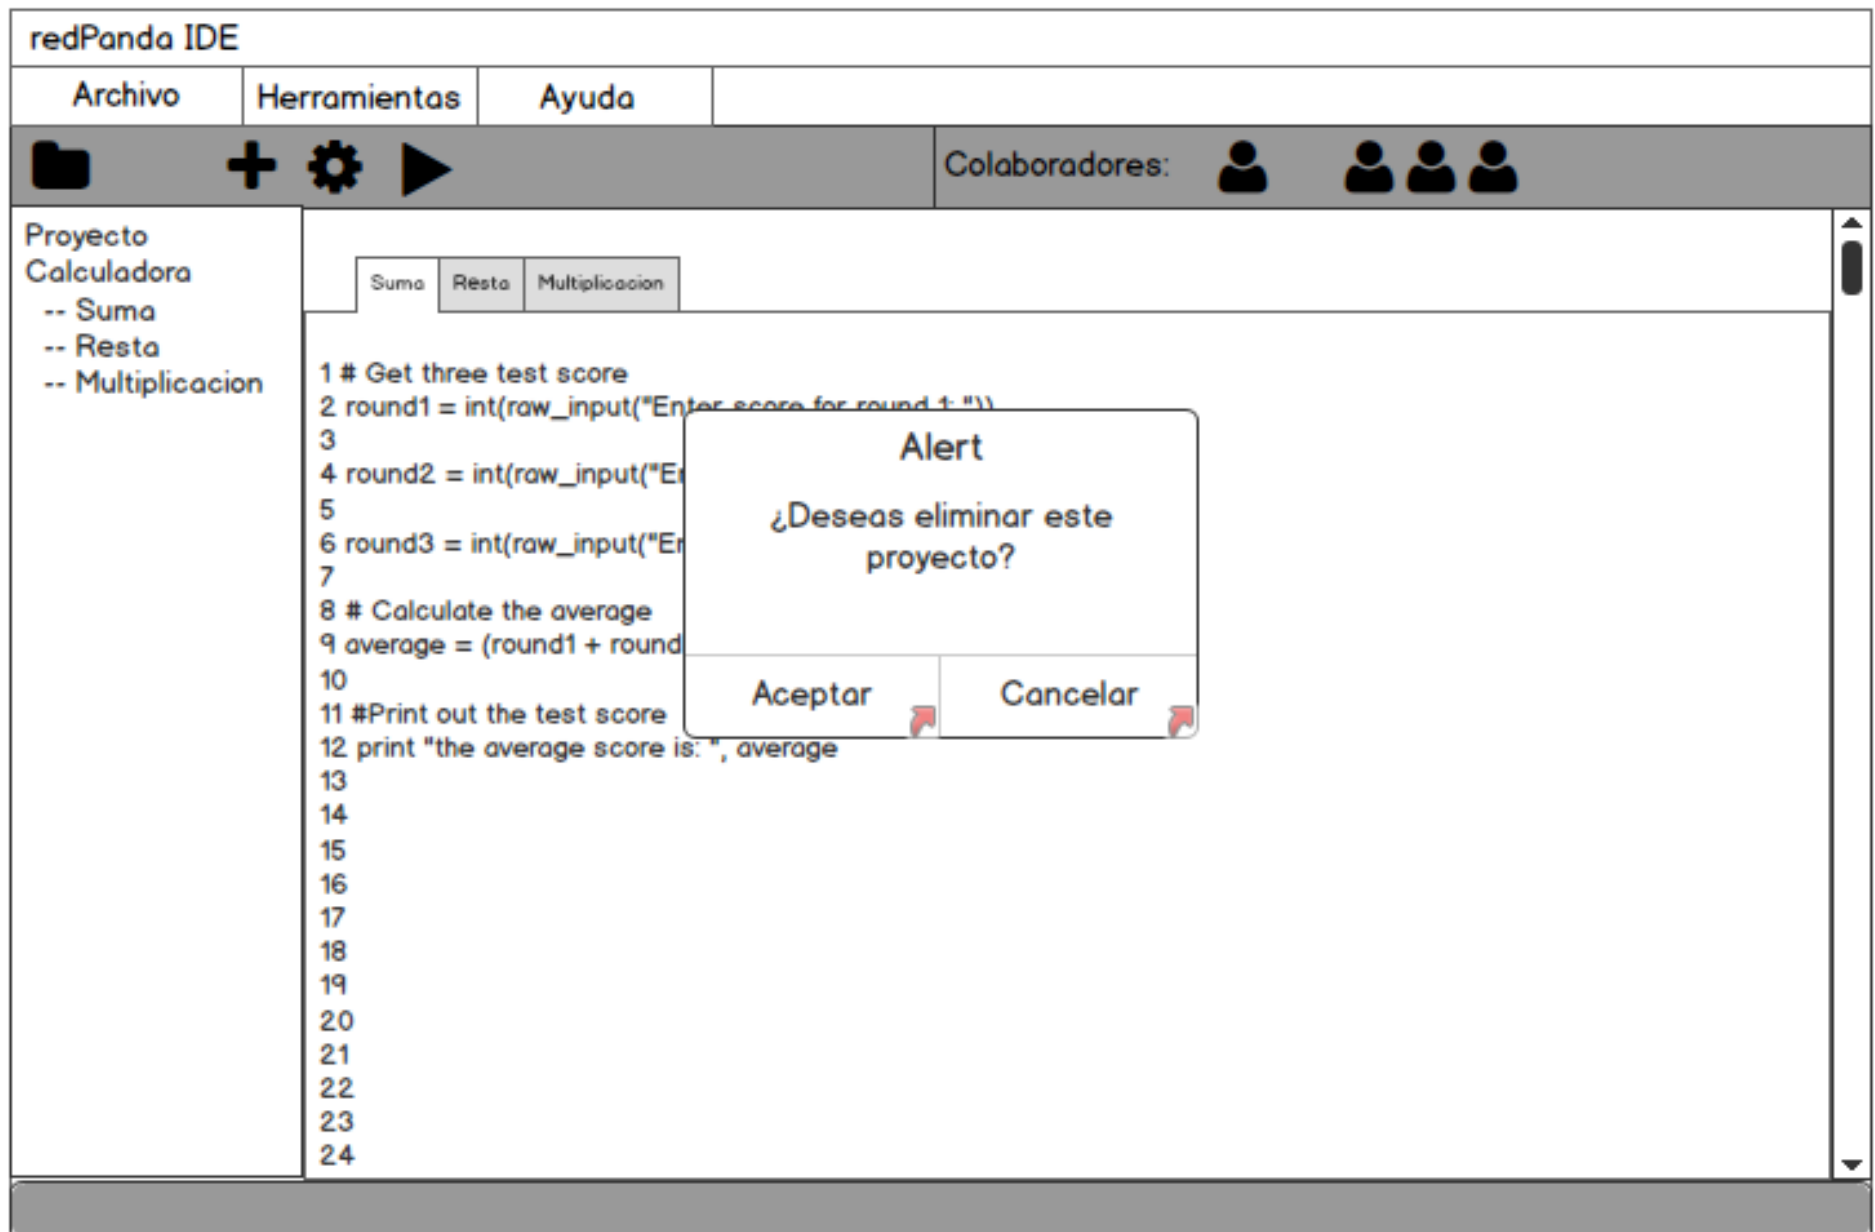 redPanda IDE
Archivo Herramientas Ayuda
Colaboradores:
Proyecto
Calculadora
-- Suma
-- Resta
-- Multiplicacion
Suma Resta Multiplicacion
1 # Get three test score
2 round1 = int(raw_input("Enter score for round 1: "))
3
4 round2 = int(raw_input("En
5
6 round3 = int(raw_input("En
7
8 # Calculate the average
9 average = (round1 + round
10
11 #Print out the test score
12 print "the average score is: ", average
13
14
15
16
17
18
19
20
21
22
23
24
Alert
¿Deseas eliminar este
proyecto?
Aceptar Cancelar